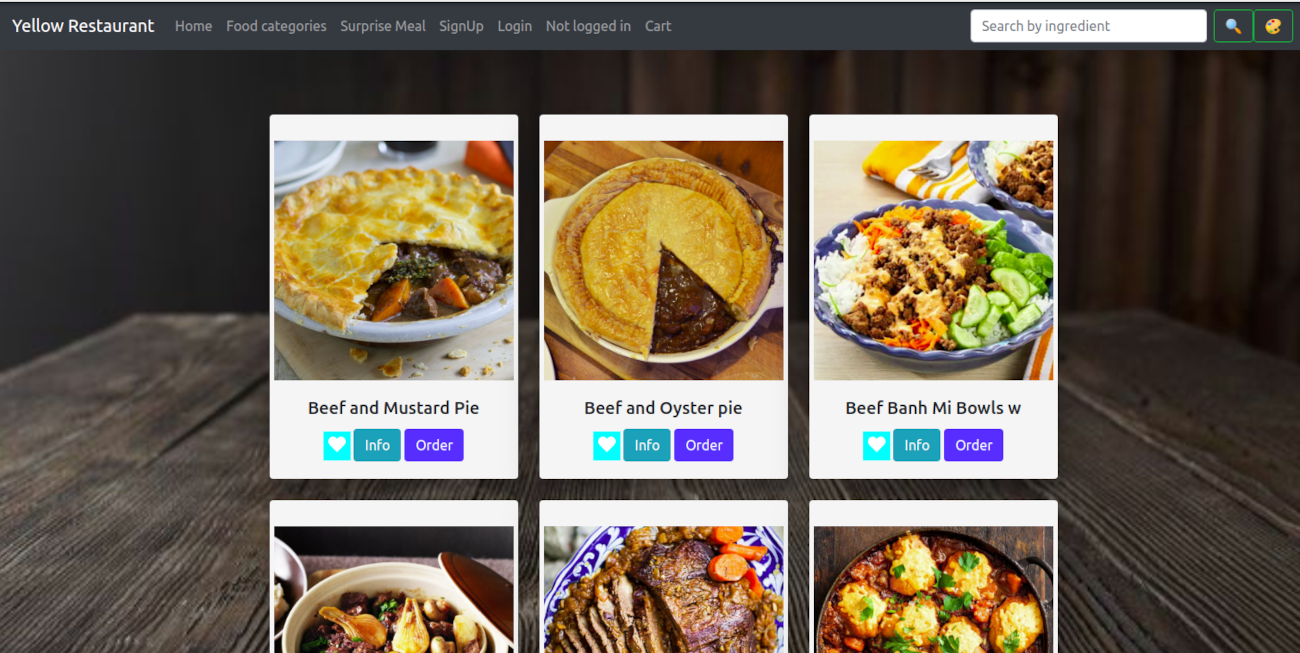 Yellow Restaurant Home Food categories Surprise Meal SignUp Login Not logged in Cart Search by ingredient
Beef and Mustard Pie
Info Order
Beef and Oyster pie
Info Order
Beef Banh Mi Bowls w
Info Order